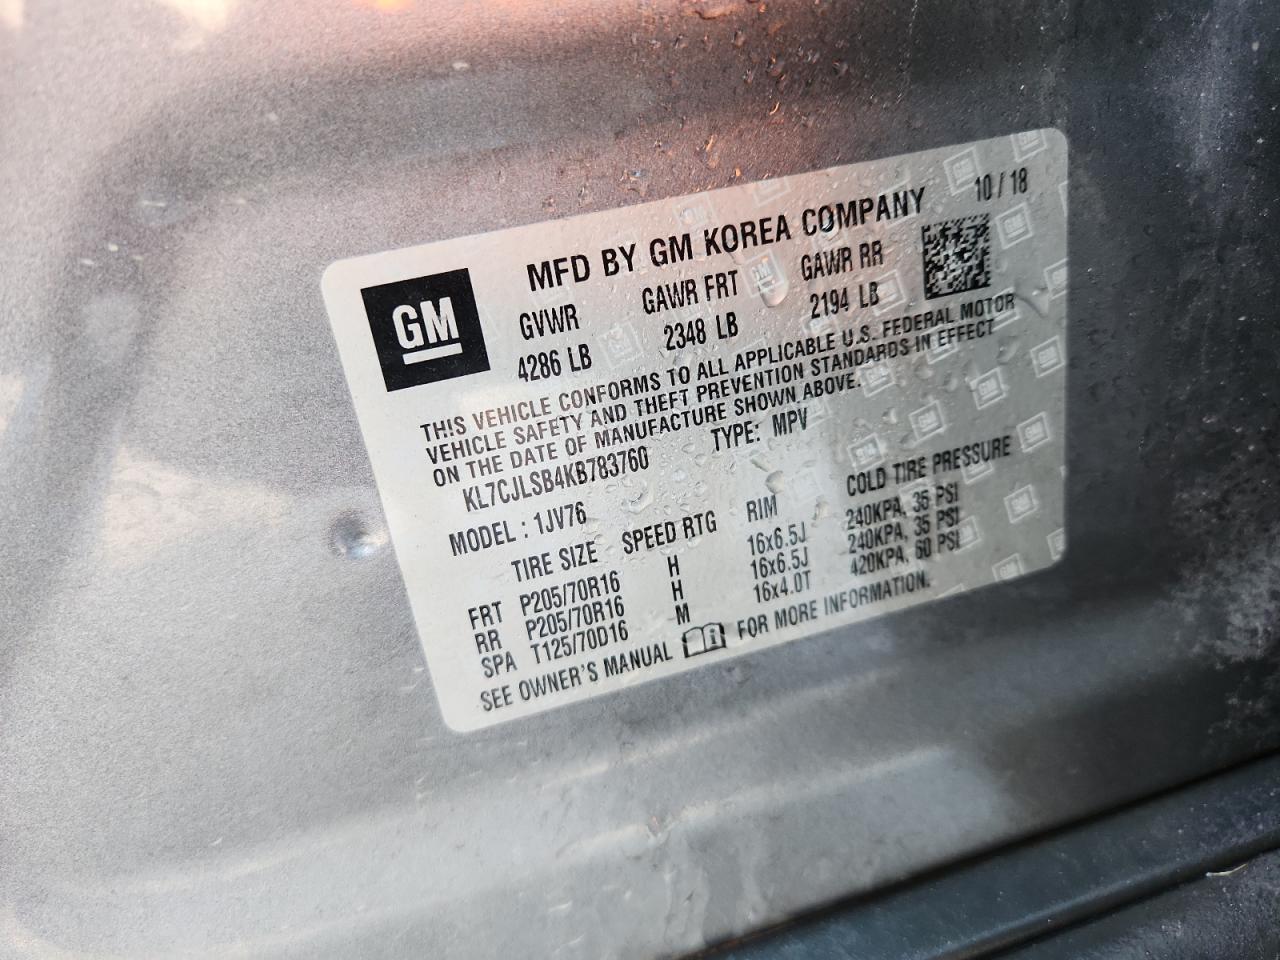 10 / 18
MFD BY GM KOREA COMPANY
GM
GVWR GAWR FRT GAWR RR
4286 LB 2348 LB 2194 LB
THIS VEHICLE CONFORMS TO ALL APPLICABLE U.S. FEDERAL MOTOR
VEHICLE SAFETY AND THEFT PREVENTION STANDARDS IN EFFECT
ON THE DATE OF MANUFACTURE SHOWN ABOVE.
KL7CJLSB4KB783760 TYPE: MPV
MODEL : 1JV76
TIRE SIZE SPEED RTG RIM COLD TIRE PRESSURE
FRT P205/70R16 H 16x6.5J 240KPA, 35 PSI
RR P205/70R16 H 16x6.5J 240KPA, 35 PSI
SPA T125/70D16 M 16x4.0T 420KPA, 60 PSI
SEE OWNER'S MANUAL FOR MORE INFORMATION.